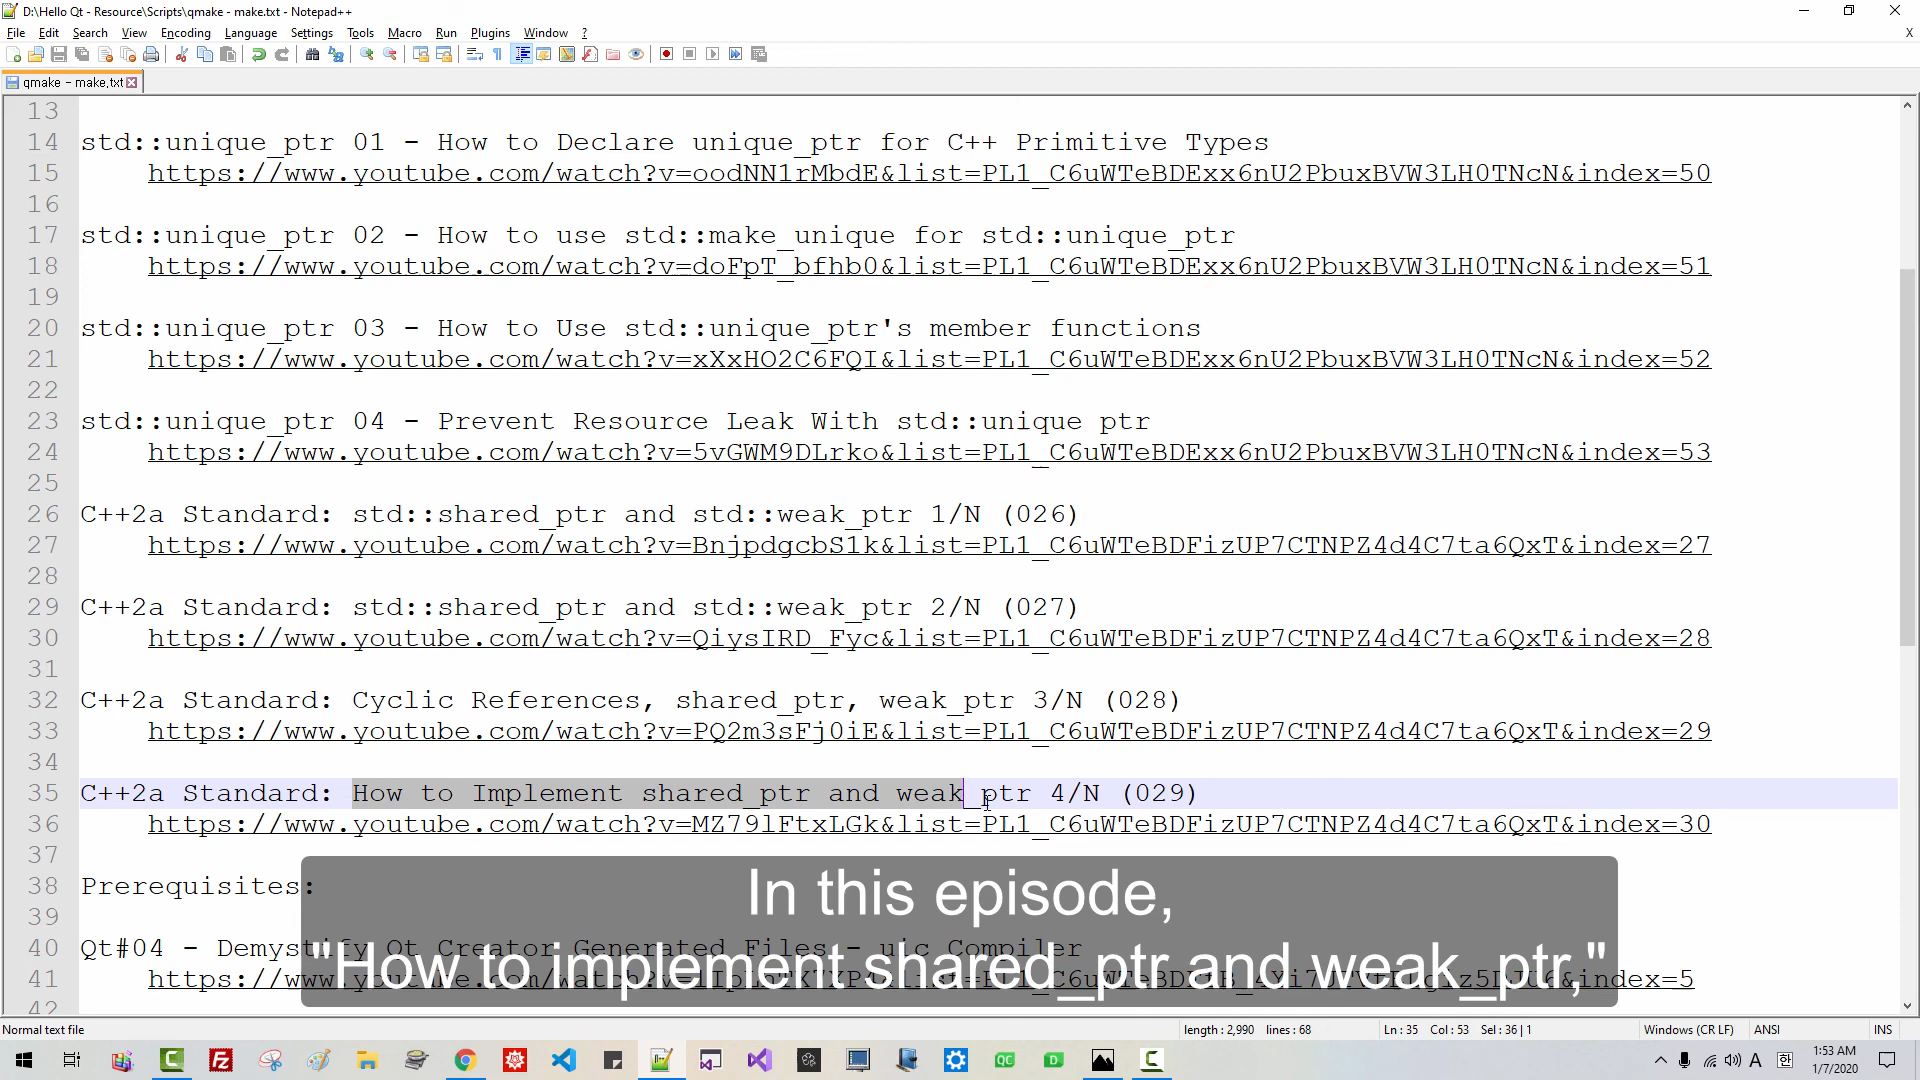 D:\Hello Qt - Resource\Scripts\qmake - make.txt - Notepad++
File Edit Search View Encoding Language Settings Tools Macro Run Plugins Window ? X
qmake - make.txt
13
14 std::unique_ptr 01 - How to Declare unique_ptr for C++ Primitive Types
15 https://www.youtube.com/watch?v=oodNN1rMbdE&list=PL1_C6uWTeBDExx6nU2PbuxBVW3LH0TNcN&index=50
16
17 std::unique_ptr 02 - How to use std::make_unique for std::unique_ptr
18 https://www.youtube.com/watch?v=doFpT_bfhb0&list=PL1_C6uWTeBDExx6nU2PbuxBVW3LH0TNcN&index=51
19
20 std::unique_ptr 03 - How to Use std::unique_ptr's member functions
21 https://www.youtube.com/watch?v=xXxHO2C6FQI&list=PL1_C6uWTeBDExx6nU2PbuxBVW3LH0TNcN&index=52
22
23 std::unique_ptr 04 - Prevent Resource Leak With std::unique ptr
24 https://www.youtube.com/watch?v=5vGWM9DLrko&list=PL1_C6uWTeBDExx6nU2PbuxBVW3LH0TNcN&index=53
25
26 C++2a Standard: std::shared_ptr and std::weak_ptr 1/N (026)
27 https://www.youtube.com/watch?v=BnjpdgcbS1k&list=PL1_C6uWTeBDFizUP7CTNPZ4d4C7ta6QxT&index=27
28
29 C++2a Standard: std::shared_ptr and std::weak_ptr 2/N (027)
30 https://www.youtube.com/watch?v=QiysIRD_Fyc&list=PL1_C6uWTeBDFizUP7CTNPZ4d4C7ta6QxT&index=28
31
32 C++2a Standard: Cyclic References, shared_ptr, weak_ptr 3/N (028)
33 https://www.youtube.com/watch?v=PQ2m3sFj0iE&list=PL1_C6uWTeBDFizUP7CTNPZ4d4C7ta6QxT&index=29
34
35 C++2a Standard: How to Implement shared_ptr and weak_ptr 4/N (029)
36 https://www.youtube.com/watch?v=MZ79lFtxLGk&list=PL1_C6uWTeBDFizUP7CTNPZ4d4C7ta6QxT&index=30
37
38 Prerequisites:
39
40 Qt#04 - Demystify Qt Creator Generated Files - uic Compiler
41
42
In this episode,
"How to implement shared_ptr and weak_ptr,"
Normal text file length : 2,990 lines : 68 Ln : 35 Col : 53 Sel : 36 | 1 Windows (CR LF) ANSI INS
A 한 1:53 AM
1/7/2020